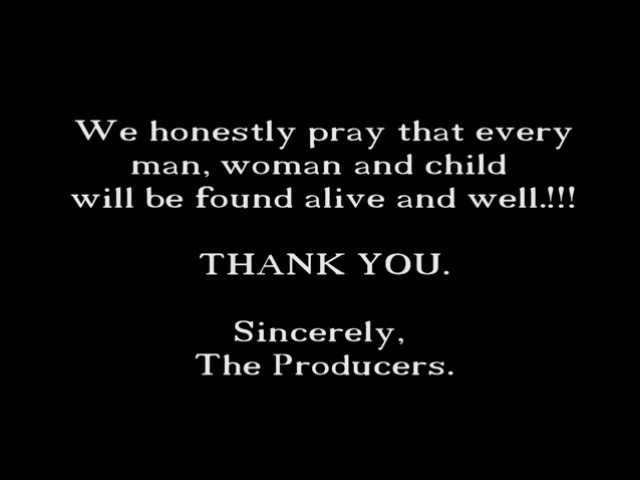 We honestly pray that every
man, woman and child
will be found alive and well.!!!
THANK YOU.
Sincerely,
The Producers.